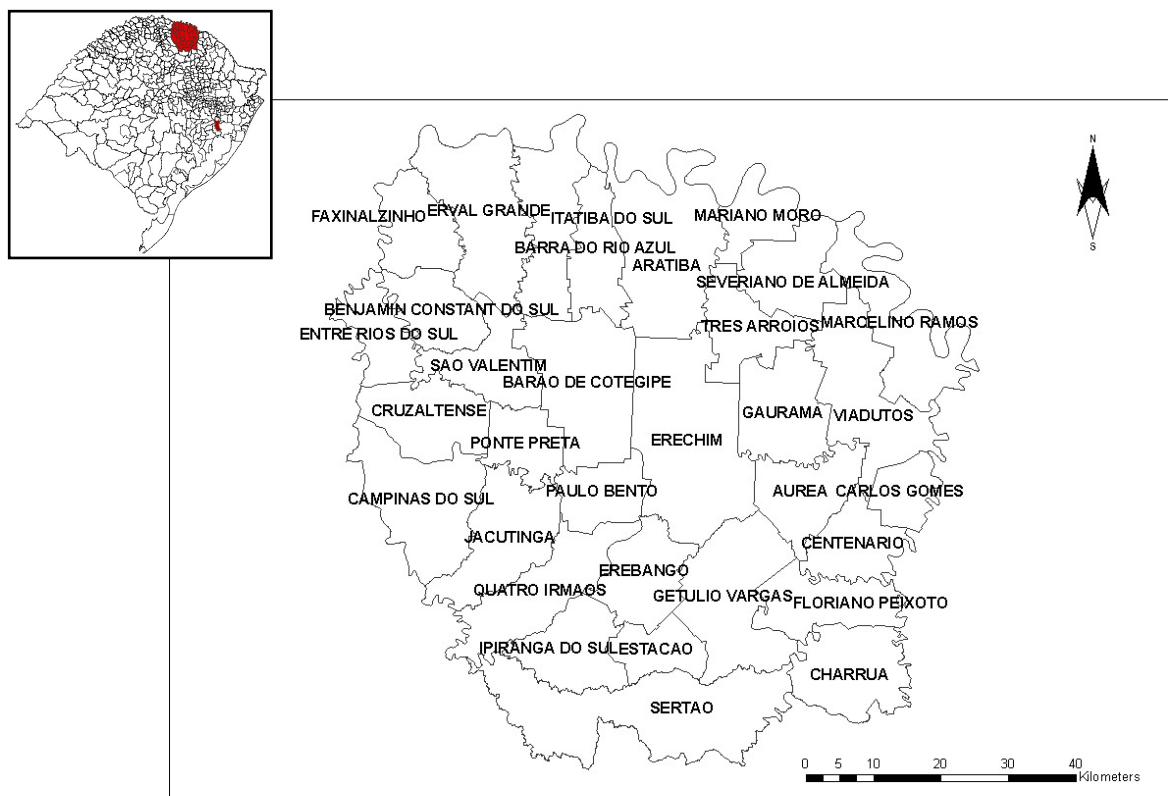 N
FAXINALZINHO
ERVAL GRANDE
ITATIBA DO SUL
MARIANO MORO
S
BARRA DO RIO AZUL
ARATIBA
SEVERIANO DE ALMEIDA
BENJAMIN CONSTANT DO SUL
ENTRE RIOS DO SUL
TRES ARROIOS
MARCELINO RAMOS
SAO VALENTIM
BARAO DE COTEGIPE
CRUZALTENSE
GAURAMA
VIADUTOS
PONTE PRETA
ERECHIM
CAMPINAS DO SUL
PAULO BENTO
AUREA
CARLOS GOMES
JACUTINGA
CENTENARIO
EREBANGO
QUATRO IRMAOS
GETULIO VARGAS
FLORIANO PEIXOTO
IPIRANGA DO SUL
ESTACAO
CHARRUA
SERTAO
0 5 10 20 30 40
Kilometers